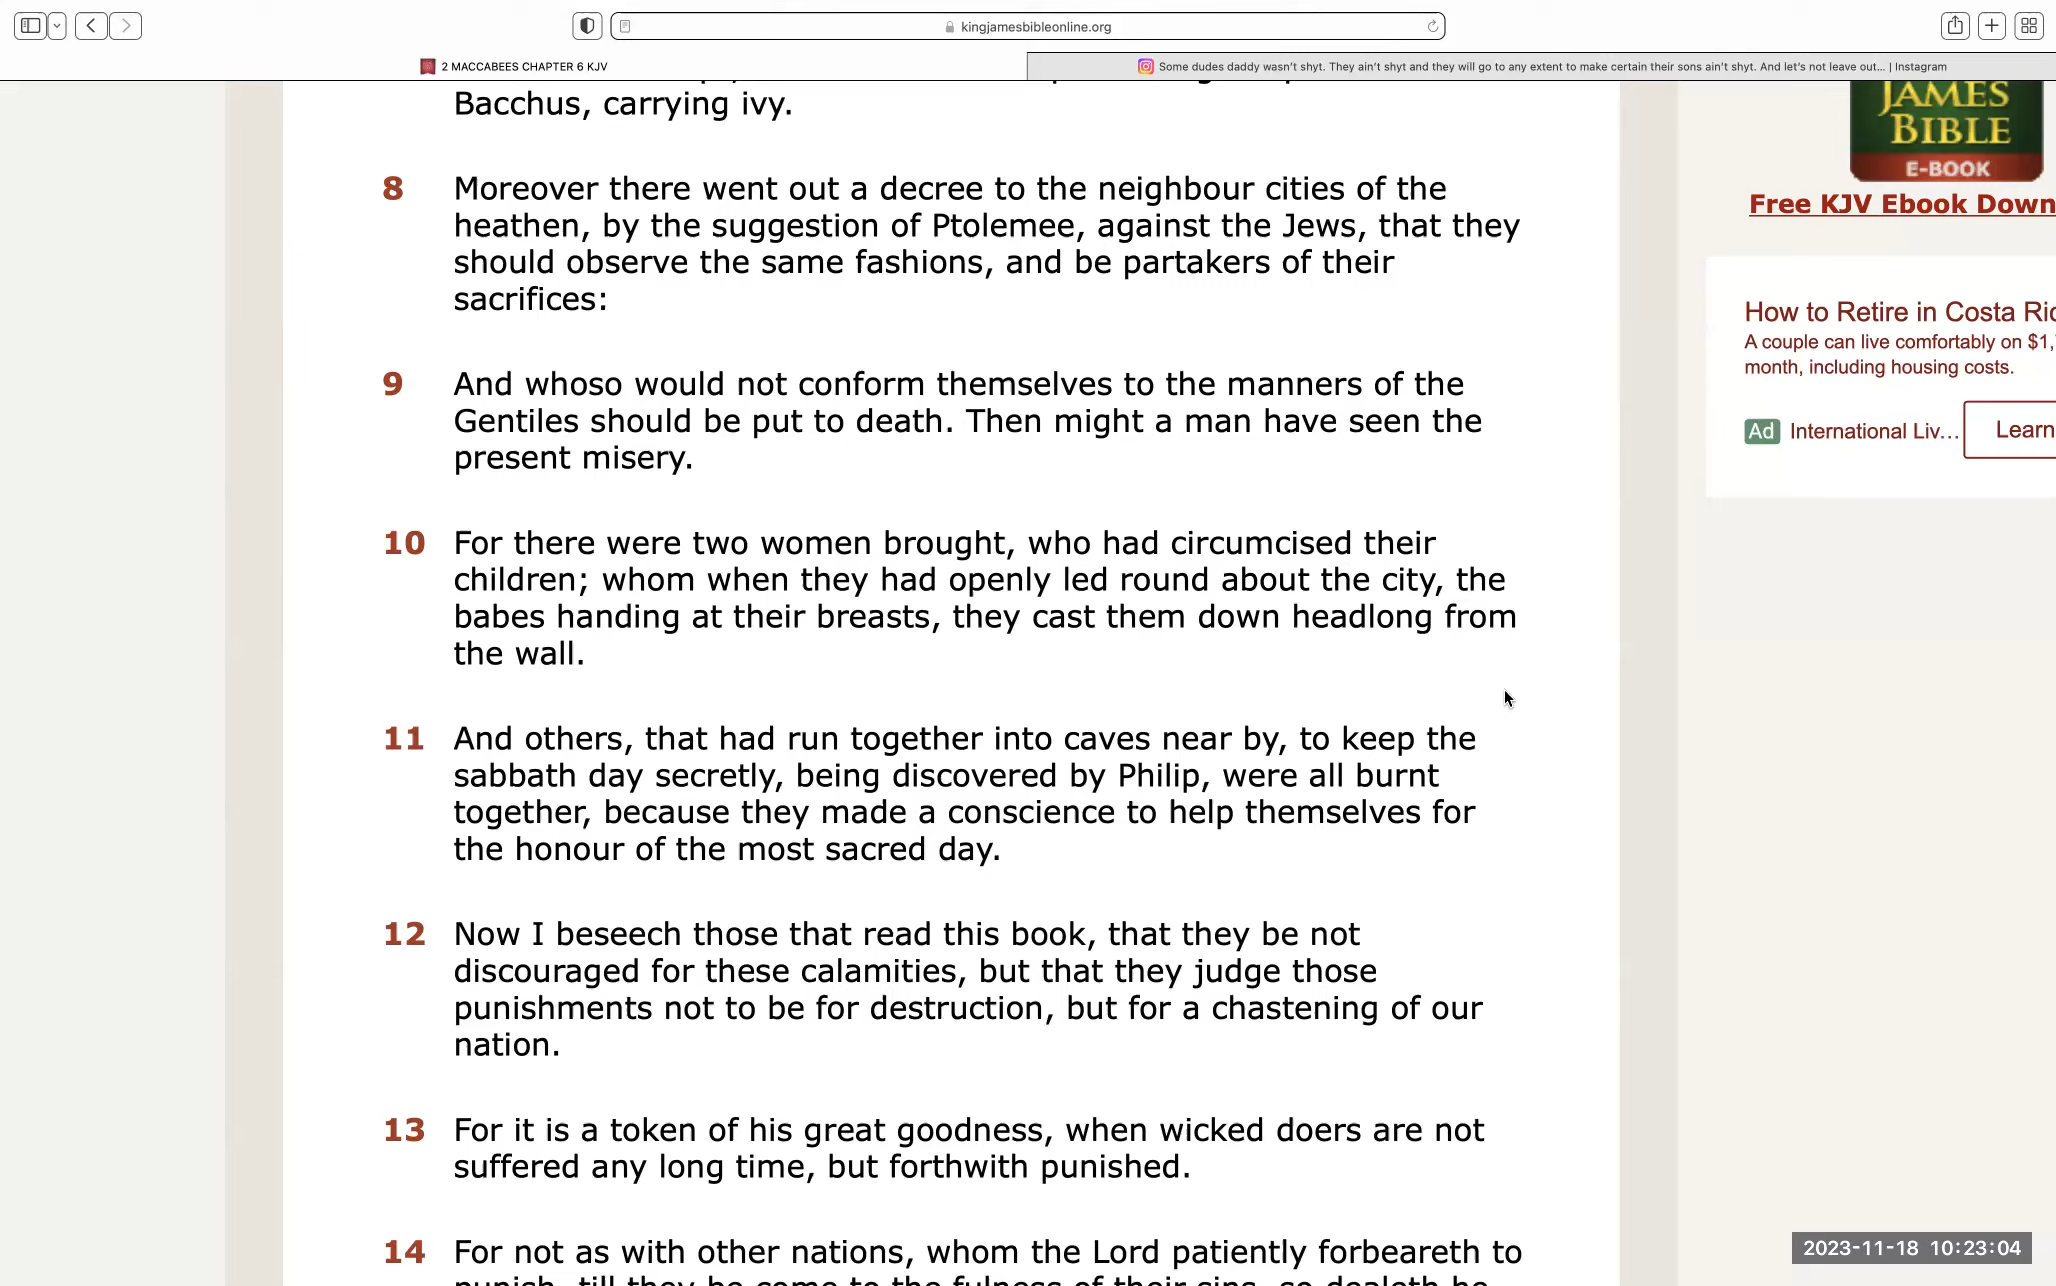 kingjamesbibleonline.org
2 MACCABEES CHAPTER 6 KJV
Some dudes daddy wasn't shyt. They ain't shyt and they will go to any extent to make certain their sons ain't shyt. And let's not leave out... | Instagram
Bacchus, carrying ivy.
8 Moreover there went out a decree to the neighbour cities of the
heathen, by the suggestion of Ptolemee, against the Jews, that they
should observe the same fashions, and be partakers of their
sacrifices:
9 And whoso would not conform themselves to the manners of the
Gentiles should be put to death. Then might a man have seen the
present misery.
10 For there were two women brought, who had circumcised their
children; whom when they had openly led round about the city, the
babes handing at their breasts, they cast them down headlong from
the wall.
11 And others, that had run together into caves near by, to keep the
sabbath day secretly, being discovered by Philip, were all burnt
together, because they made a conscience to help themselves for
the honour of the most sacred day.
12 Now I beseech those that read this book, that they be not
discouraged for these calamities, but that they judge those
punishments not to be for destruction, but for a chastening of our
nation.
13 For it is a token of his great goodness, when wicked doers are not
suffered any long time, but forthwith punished.
14 For not as with other nations, whom the Lord patiently forbeareth to
punish, till they be come to the fulness of their sins, so dealeth he
JAMES
BIBLE
E-BOOK
Free KJV Ebook Down
How to Retire in Costa Ric
A couple can live comfortably on $1,
month, including housing costs.
Ad International Liv...
Learn
2023-11-18 10:23:04